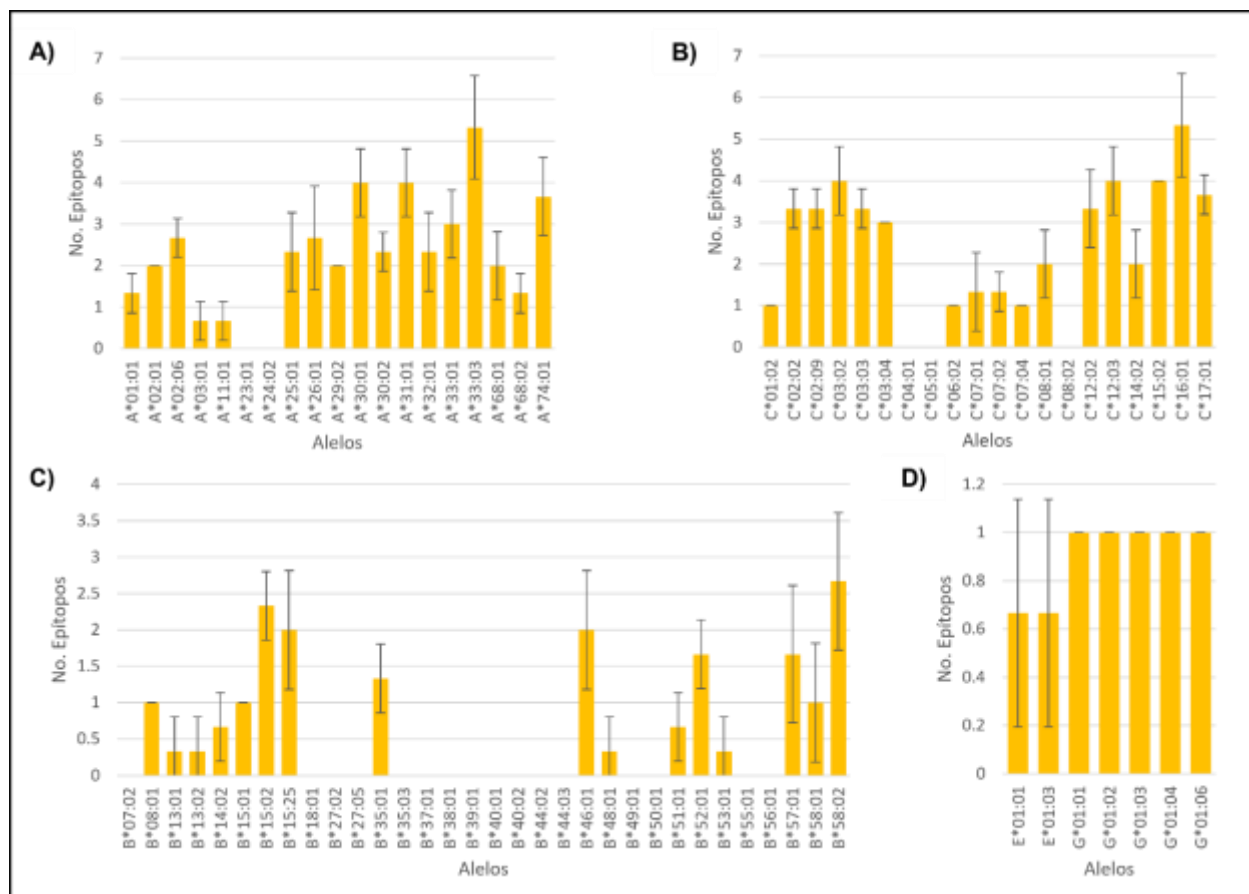 A)
7
6
5
4
3
2
1
0
No. Epítopos
A*01:01
A*02:01
A*02:06
A*03:01
A*11:01
A*23:01
A*24:02
A*25:01
A*26:01
A*29:02
A*30:01
A*30:02
A*31:01
A*32:01
A*33:01
A*33:03
A*68:01
A*68:02
A*74:01
Alelos
B)
7
6
5
4
3
2
1
0
No. Epítopos
C*01:02
C*02:02
C*02:09
C*03:02
C*03:03
C*03:04
C*04:01
C*05:01
C*06:02
C*07:01
C*07:02
C*07:04
C*08:01
C*08:02
C*12:02
C*12:03
C*14:02
C*15:02
C*16:01
C*17:01
Alelos
C)
4
3.5
3
2.5
2
1.5
1
0.5
0
No. Epítopos
B*07:02
B*08:01
B*13:01
B*13:02
B*14:02
B*15:01
B*15:02
B*15:25
B*18:01
B*27:02
B*27:05
B*35:01
B*35:03
B*37:01
B*38:01
B*39:01
B*40:01
B*40:02
B*44:02
B*44:03
B*46:01
B*48:01
B*49:01
B*50:01
B*51:01
B*52:01
B*53:01
B*55:01
B*56:01
B*57:01
B*58:01
B*58:02
Alelos
D)
1.2
1
0.8
0.6
0.4
0.2
0
No. Epítopos
E*01:01
E*01:03
G*01:01
G*01:02
G*01:03
G*01:04
G*01:06
Alelos